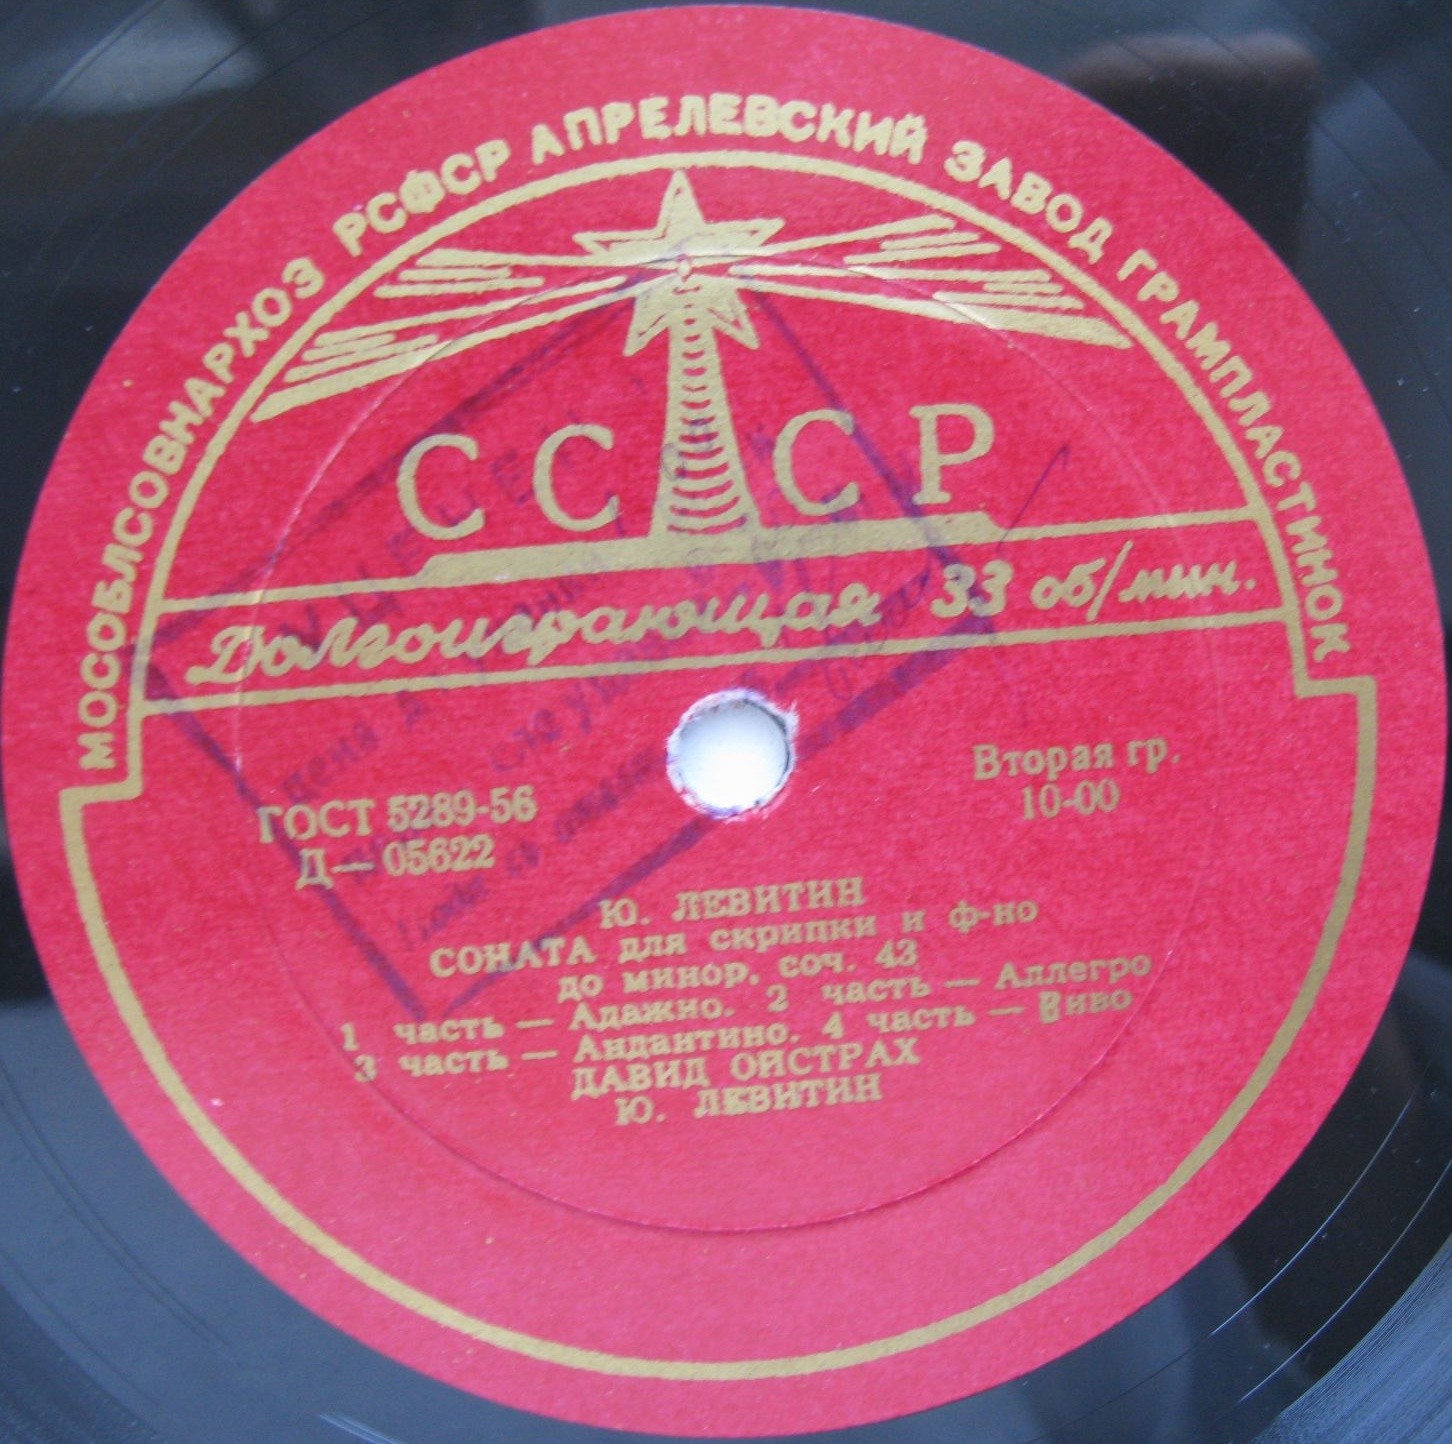 МОСОБЛСОВНАРХОЗ РСФСР АПРЕЛЕВСКИЙ ЗАВОД ГРАМПЛАСТИНОК
СССР
Долгоиграющая 33 об/мин.
ГОСТ 5289-56
Д— 05622
Вторая гр.
10-00
Ю. ЛЕВИТИН
СОНАТА для скрипки и ф-но
до минор, соч. 43
1 часть — Адажио. 2 часть — Аллегро
3 часть — Андантино. 4 часть — Виво
ДАВИД ОЙСТРАХ
Ю. ЛЕВИТИН